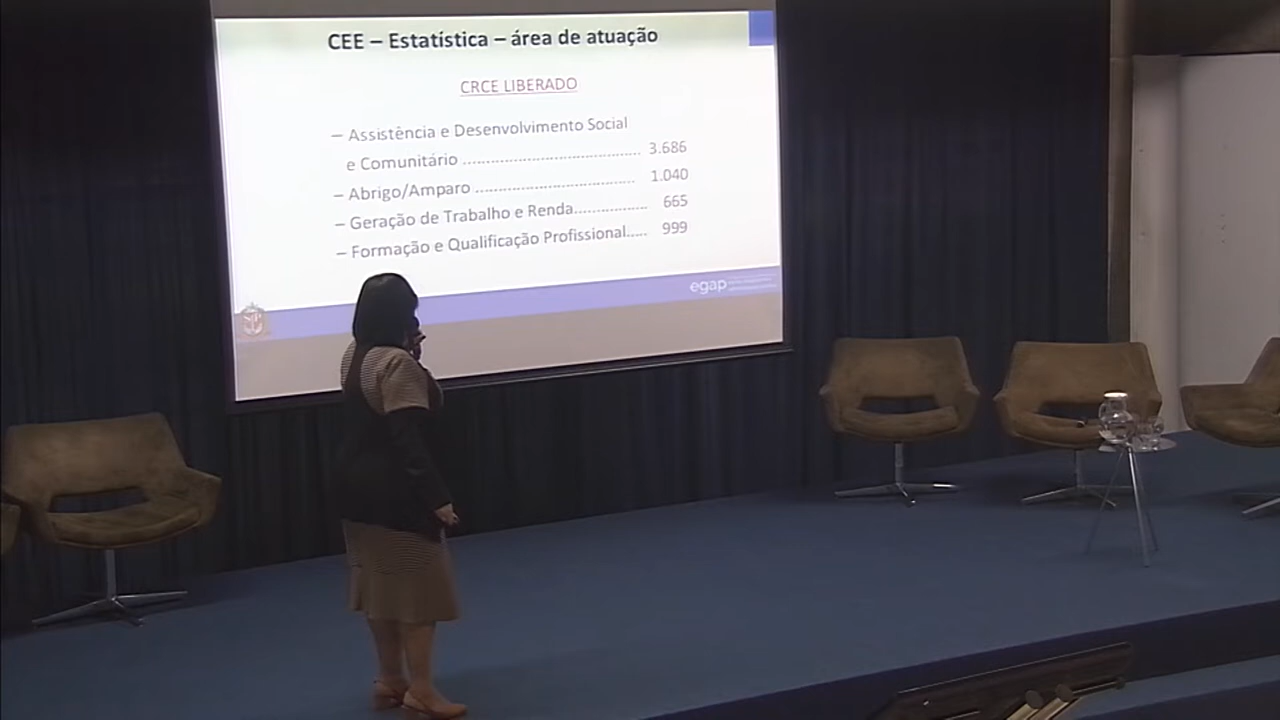 CEE – Estatística – área de atuação
CRCE LIBERADO
– Assistência e Desenvolvimento Social
e Comunitário ........................................ 3.686
– Abrigo/Amparo .................................... 1.040
– Geração de Trabalho e Renda................. 665
– Formação e Qualificação Profissional..... 999
egap